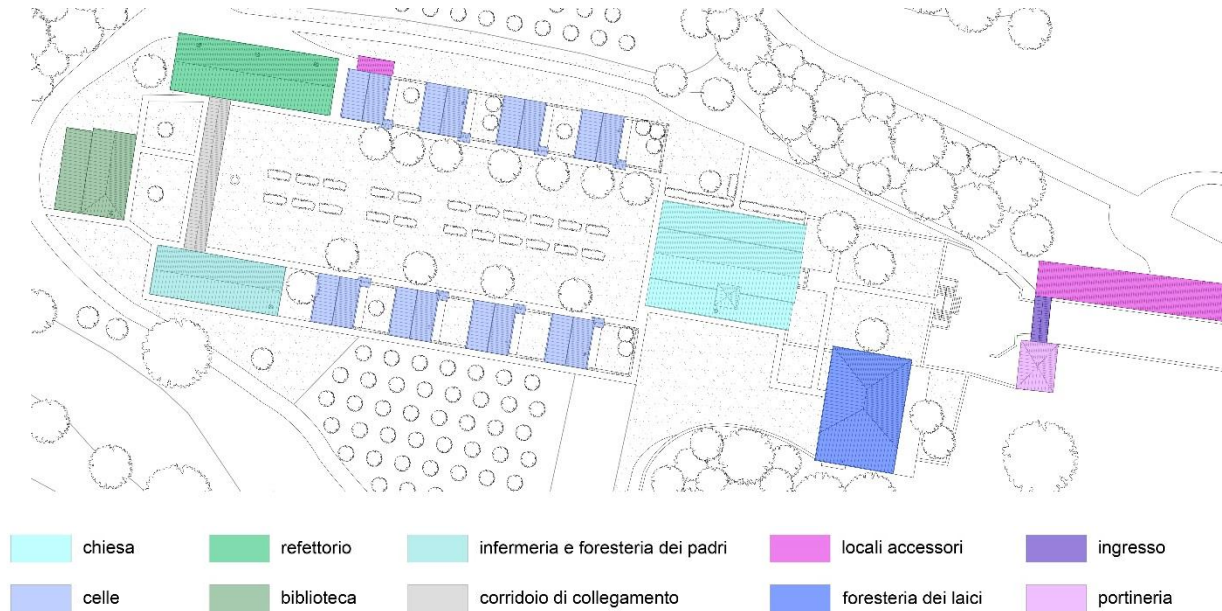 chiesa
refettorio
infermeria e foresteria dei padri
locali accessori
ingresso
celle
biblioteca
corridoio di collegamento
foresteria dei laici
portineria